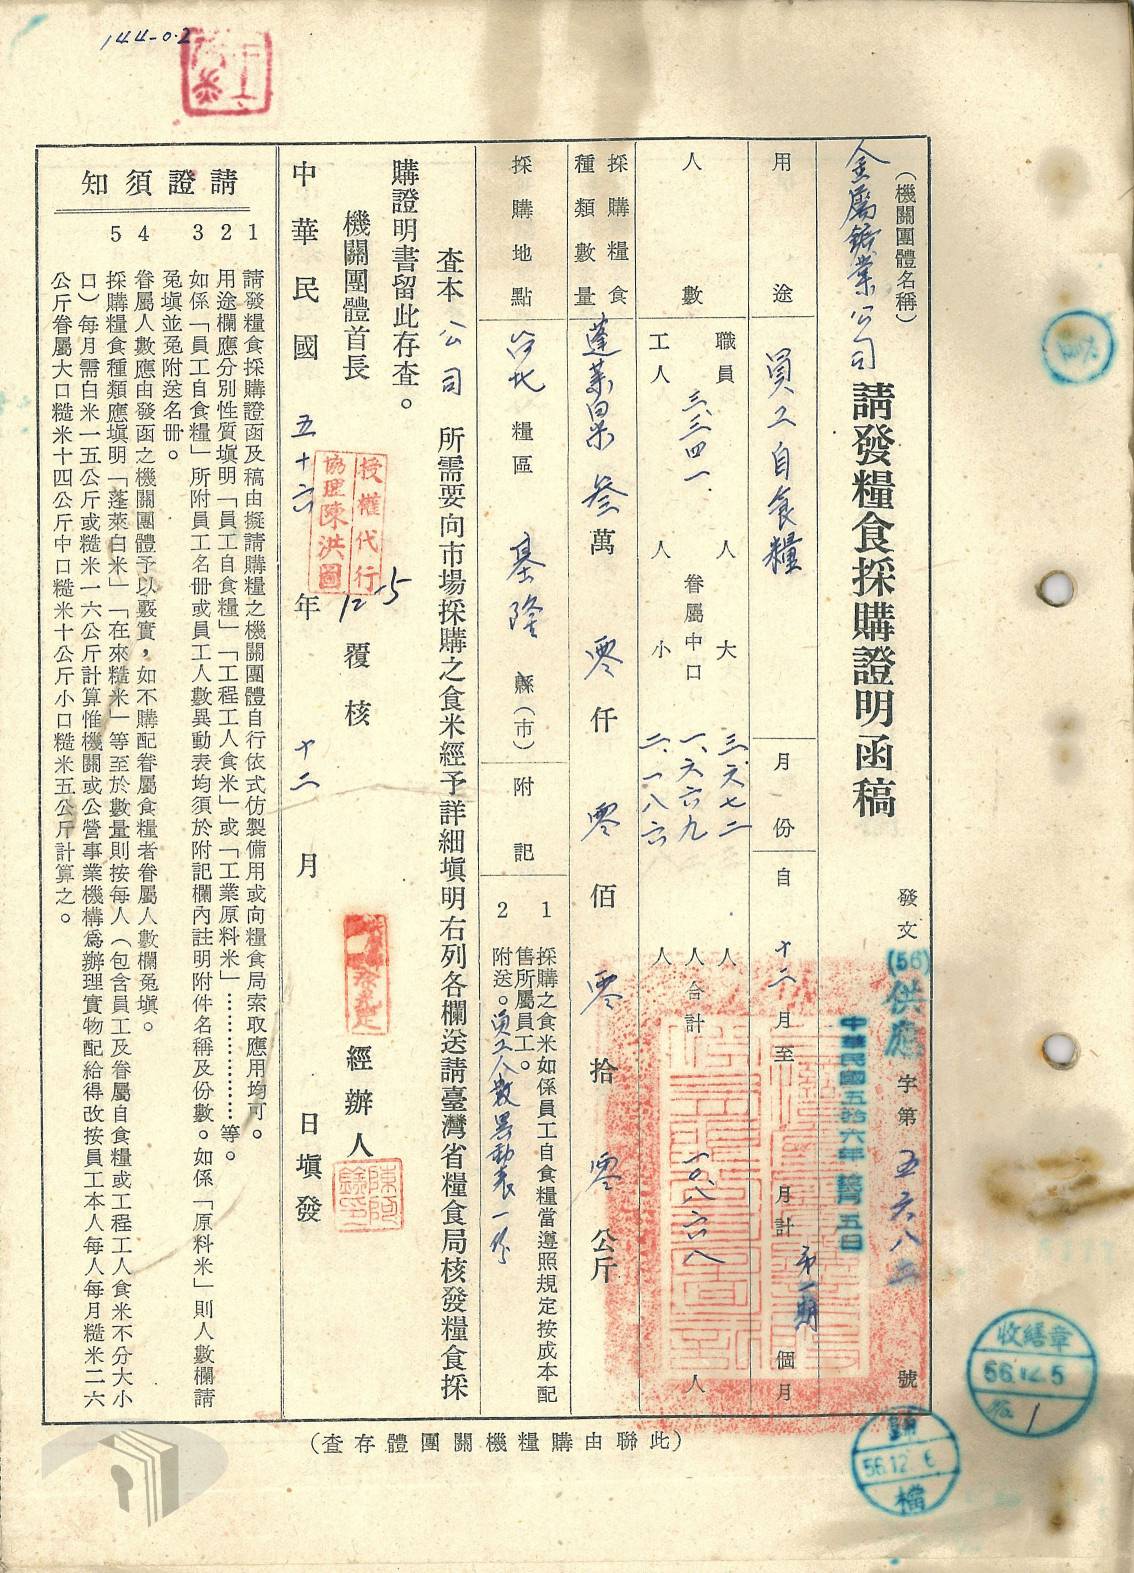 144-0.2
(機關團體名稱)
金屬鑛業公司請發糧食採購證明函稿
發文(56)供應字第五六八二號
中華民國五拾六年 五日
用途 員工自食糧
月份 自十二月至 月計 個月
第一期
人數
職員 三、三四一 人
工人 人
眷屬 大 中口 小
三、六七二 人
一、六六九 人
二、一八六 人
合計 一〇、八六八 人
採購糧食種類數量
蓬萊 叁萬零仟零佰零拾零公斤
採購地點
台北糧區 基隆縣(市)
附記
1 採購之食米如係員工自食糧當遵照規定按成本配售所屬員工。
2 附送。員工人數異動表一份
查本公司所需要向市場採購之食米經予詳細塡明右列各欄送請臺灣省糧食局核發糧食採
購證明書留此存查。
機關團體首長
授權代行
協理陳洪圖
12-5
覆核
經辦人
中華民國五十六年十二月 日塡發
請證須知
1 請發糧食採購證函及稿由擬請購糧之機關團體自行依式仿製備用或向糧食局索取應用均可。
2 用途欄應分別性質塡明「員工自食糧」「工程工人食米」或「工業原料米」……………等。
3 如係「員工自食糧」所附員工名册或員工人數異動表均須於附記欄內註明附件名稱及份數。如係「原料米」則人數欄請
免塡並免附送名册。
4 眷屬人數應由發函之機關團體予以覈實，如不購配眷屬食糧者眷屬人數欄免塡。
5 採購糧食種類應塡明「蓬萊白米」「在來糙米」等至於數量則按每人(包含員工及眷屬自食糧或工程工人食米不分大小
口)每月需白米一五公斤或糙米一六公斤計算惟機關或公營事業機構爲辦理實物配給得改按員工本人每人每月糙米二六
公斤眷屬大口糙米十四公斤中口糙米十公斤小口糙米五公斤計算之。
(此聯由購糧機關團體存查)
收繕章
56.12.5
No. 1
56.12.6
檔